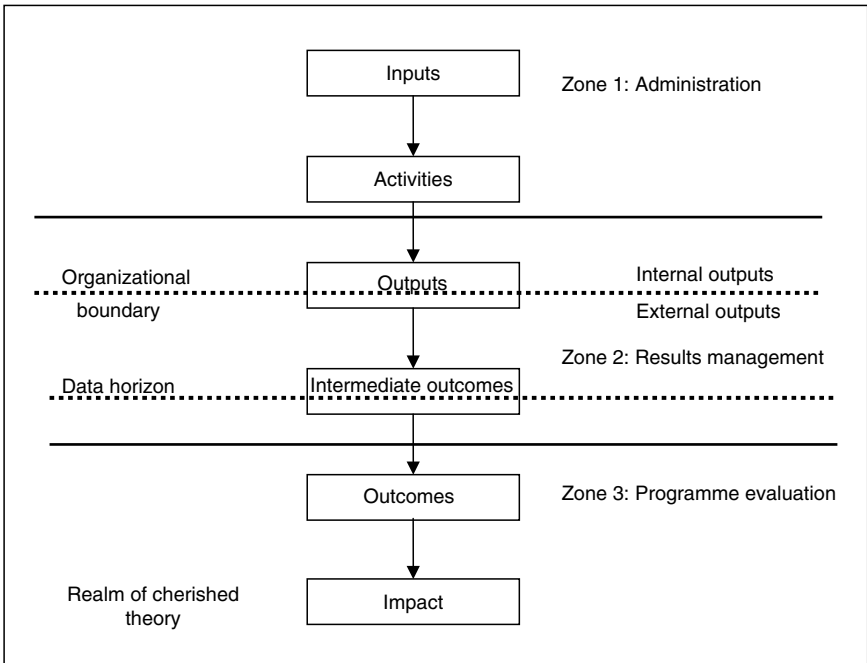 Inputs
Zone 1: Administration
Activities
Organizational
boundary
Outputs
Internal outputs
External outputs
Zone 2: Results management
Data horizon
Intermediate outcomes
Outcomes
Zone 3: Programme evaluation
Realm of cherished
theory
Impact